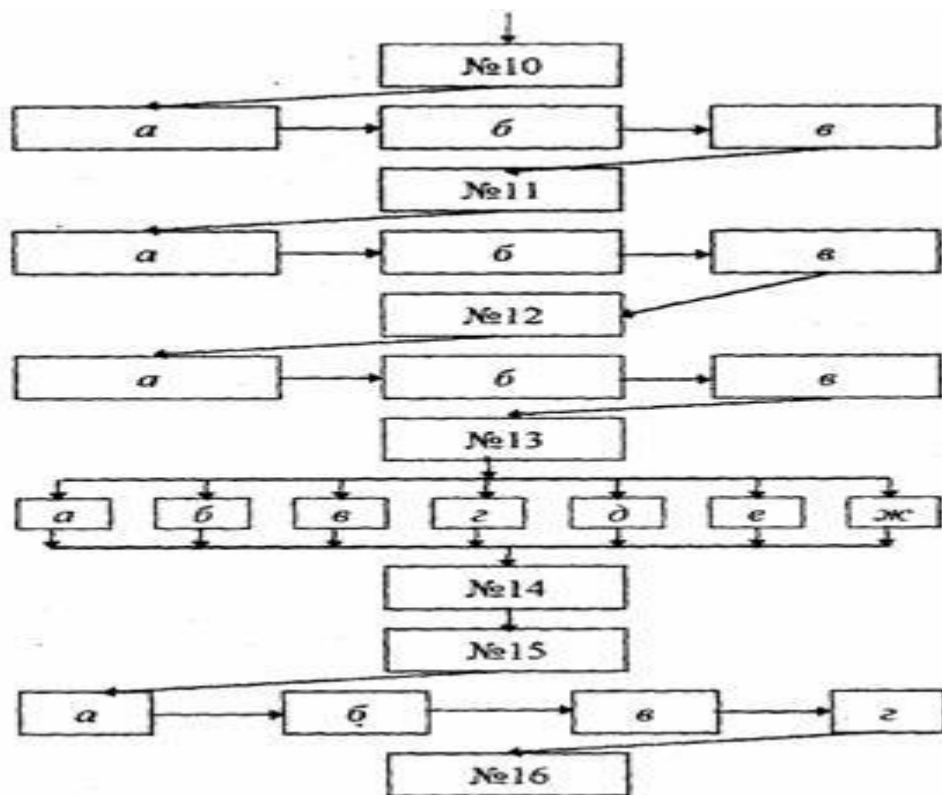 №10
а б в
№11
а б в
№12
а б в
№13
а б в г д е ж
№14
№15
а б в г
№16